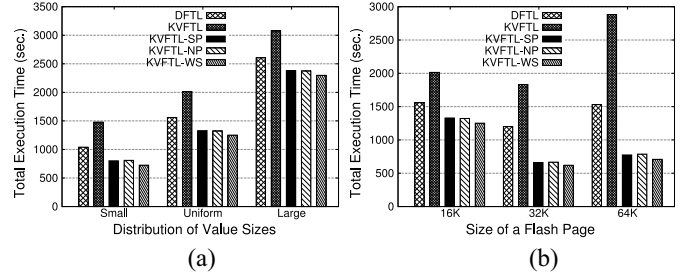 Total Execution Time (sec.)
3500
3000
2500
2000
1500
1000
500
0
DFTL
KVFTL
KVFTL-SP
KVFTL-NP
KVFTL-WS
Small Uniform Large
Distribution of Value Sizes
(a)
Total Execution Time (sec.)
3000
2500
2000
1500
1000
500
0
DFTL
KVFTL
KVFTL-SP
KVFTL-NP
KVFTL-WS
16K 32K 64K
Size of a Flash Page
(b)